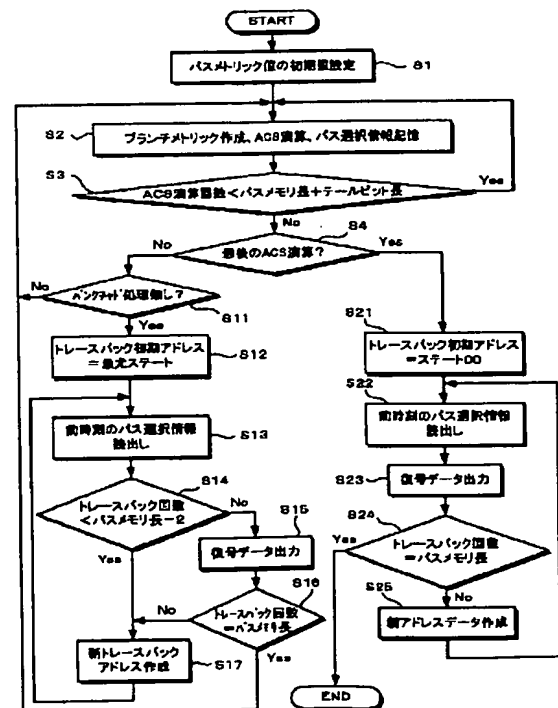 START
パスメトリック値の初期値設定
S1
S2
ブランチメトリック作成、ACS演算、パス選択情報記憶
S3
ACS演算回数<パスメモリ長+テールビット長
Yes
No
S4
最後のACS演算?
No
Yes
パンクチャド処理無し?
No
S11
Yes
トレースバック初期アドレス
=最尤ステート
S12
前時刻のパス選択情報
読出し
S13
S14
トレースバック回数
<パスメモリ長-2
No
Yes
S15
復号データ出力
S16
トレースバック回数
=パスメモリ長
No
Yes
新トレースバック
アドレス作成
S17
S21
トレースバック初期アドレス
=ステート00
S22
前時刻のパス選択情報
読出し
S23
復号データ出力
S24
トレースバック回数
=パスメモリ長
Yes
No
S25
新アドレスデータ作成
END